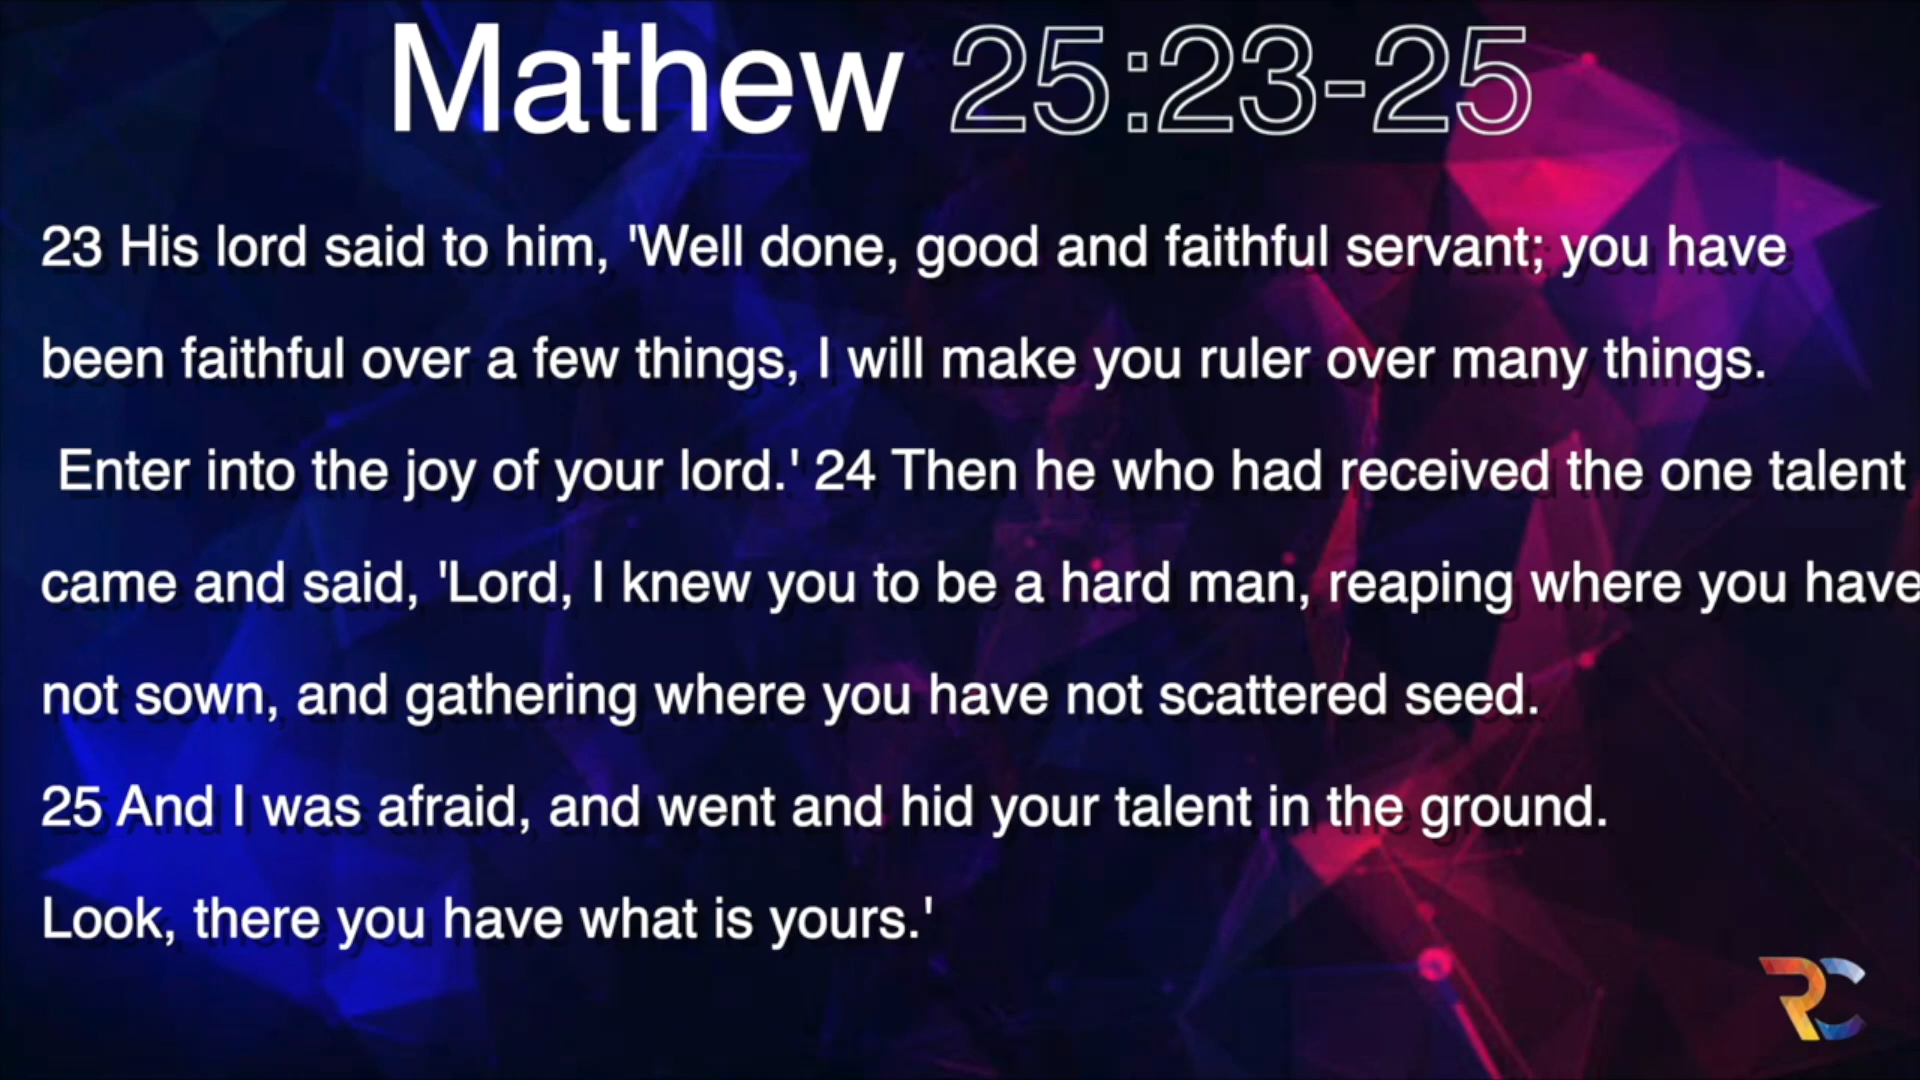 Mathew 25:23-25
23 His lord said to him, 'Well done, good and faithful servant; you have
been faithful over a few things, I will make you ruler over many things.
Enter into the joy of your lord.' 24 Then he who had received the one talent
came and said, 'Lord, I knew you to be a hard man, reaping where you have
not sown, and gathering where you have not scattered seed.
25 And I was afraid, and went and hid your talent in the ground.
Look, there you have what is yours.'
RC